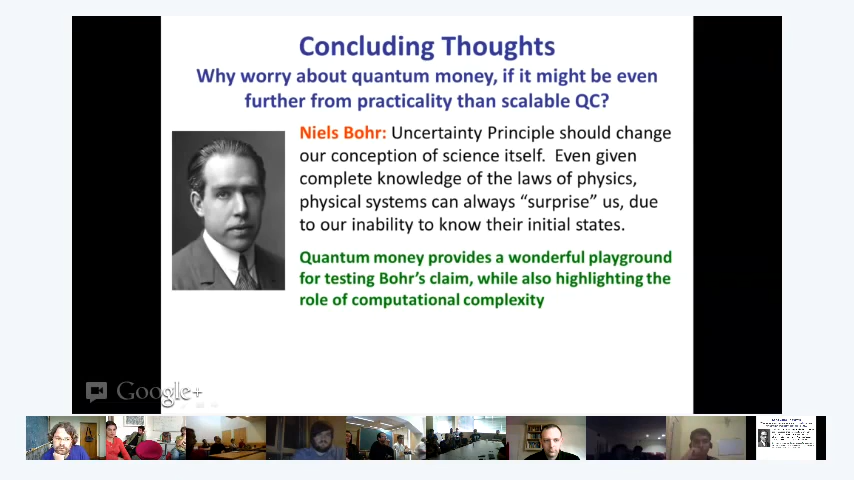 Concluding Thoughts
Why worry about quantum money, if it might be even
further from practicality than scalable QC?
Niels Bohr: Uncertainty Principle should change
our conception of science itself.  Even given
complete knowledge of the laws of physics,
physical systems can always “surprise” us, due
to our inability to know their initial states.
Quantum money provides a wonderful playground
for testing Bohr’s claim, while also highlighting the
role of computational complexity
Google+